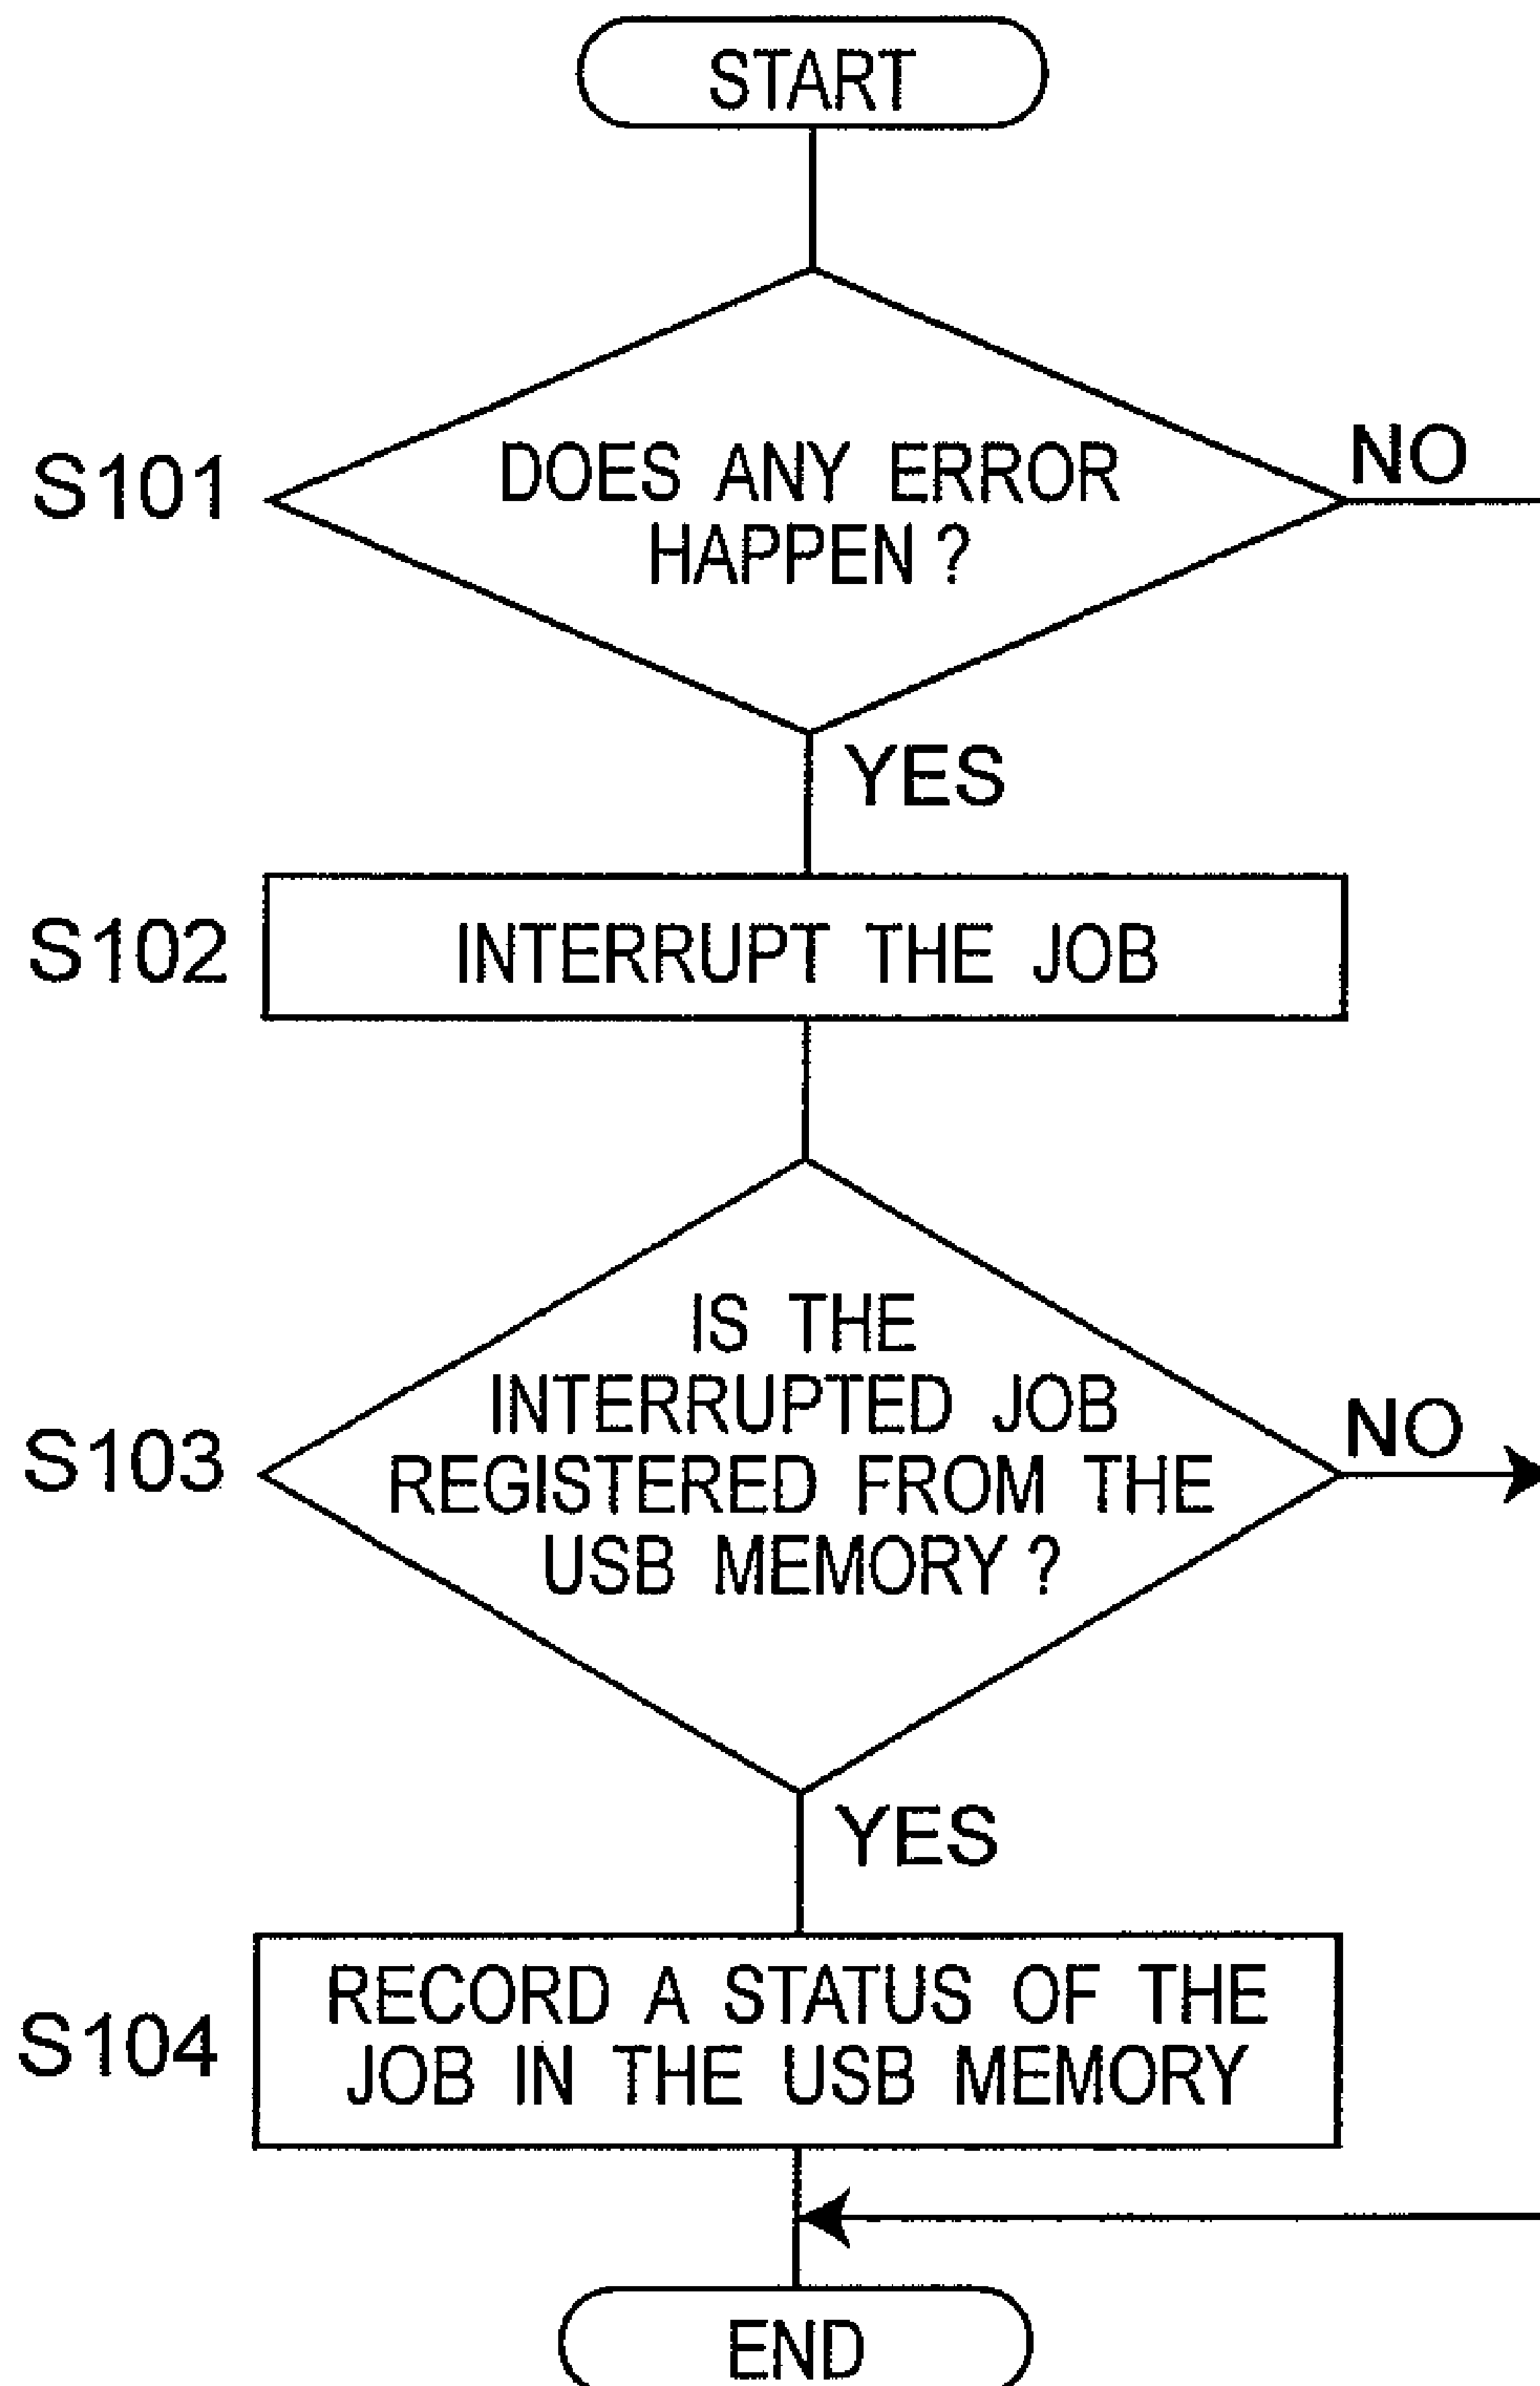 START
S101
DOES ANY ERROR
HAPPEN ?
NO
YES
S102
INTERRUPT THE JOB
IS THE
INTERRUPTED JOB
REGISTERED FROM THE
USB MEMORY ?
S103
NO
YES
S104
RECORD A STATUS OF THE
JOB IN THE USB MEMORY
END